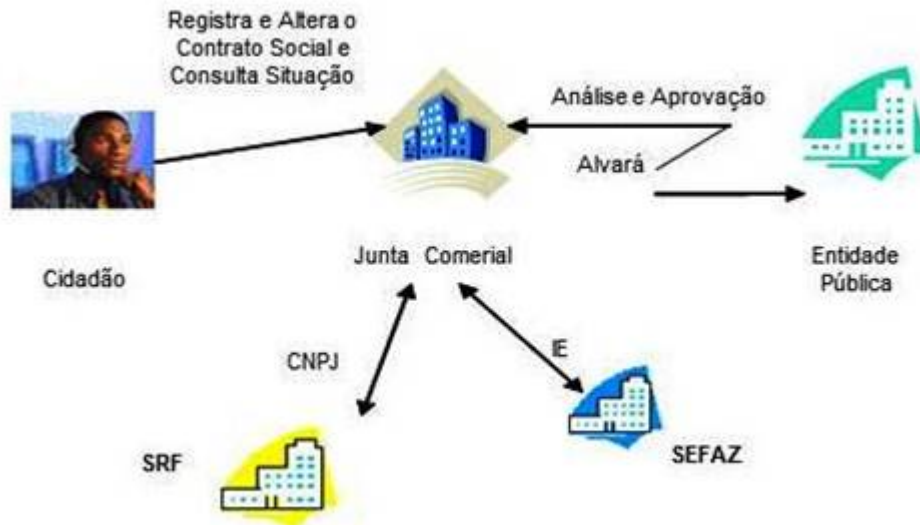 Registra e Altera o
Contrato Social e
Consulta Situação
Análise e Aprovação
Alvará
Cidadão
Junta Comerial
Entidade
Pública
CNPJ
IE
SRF
SEFAZ